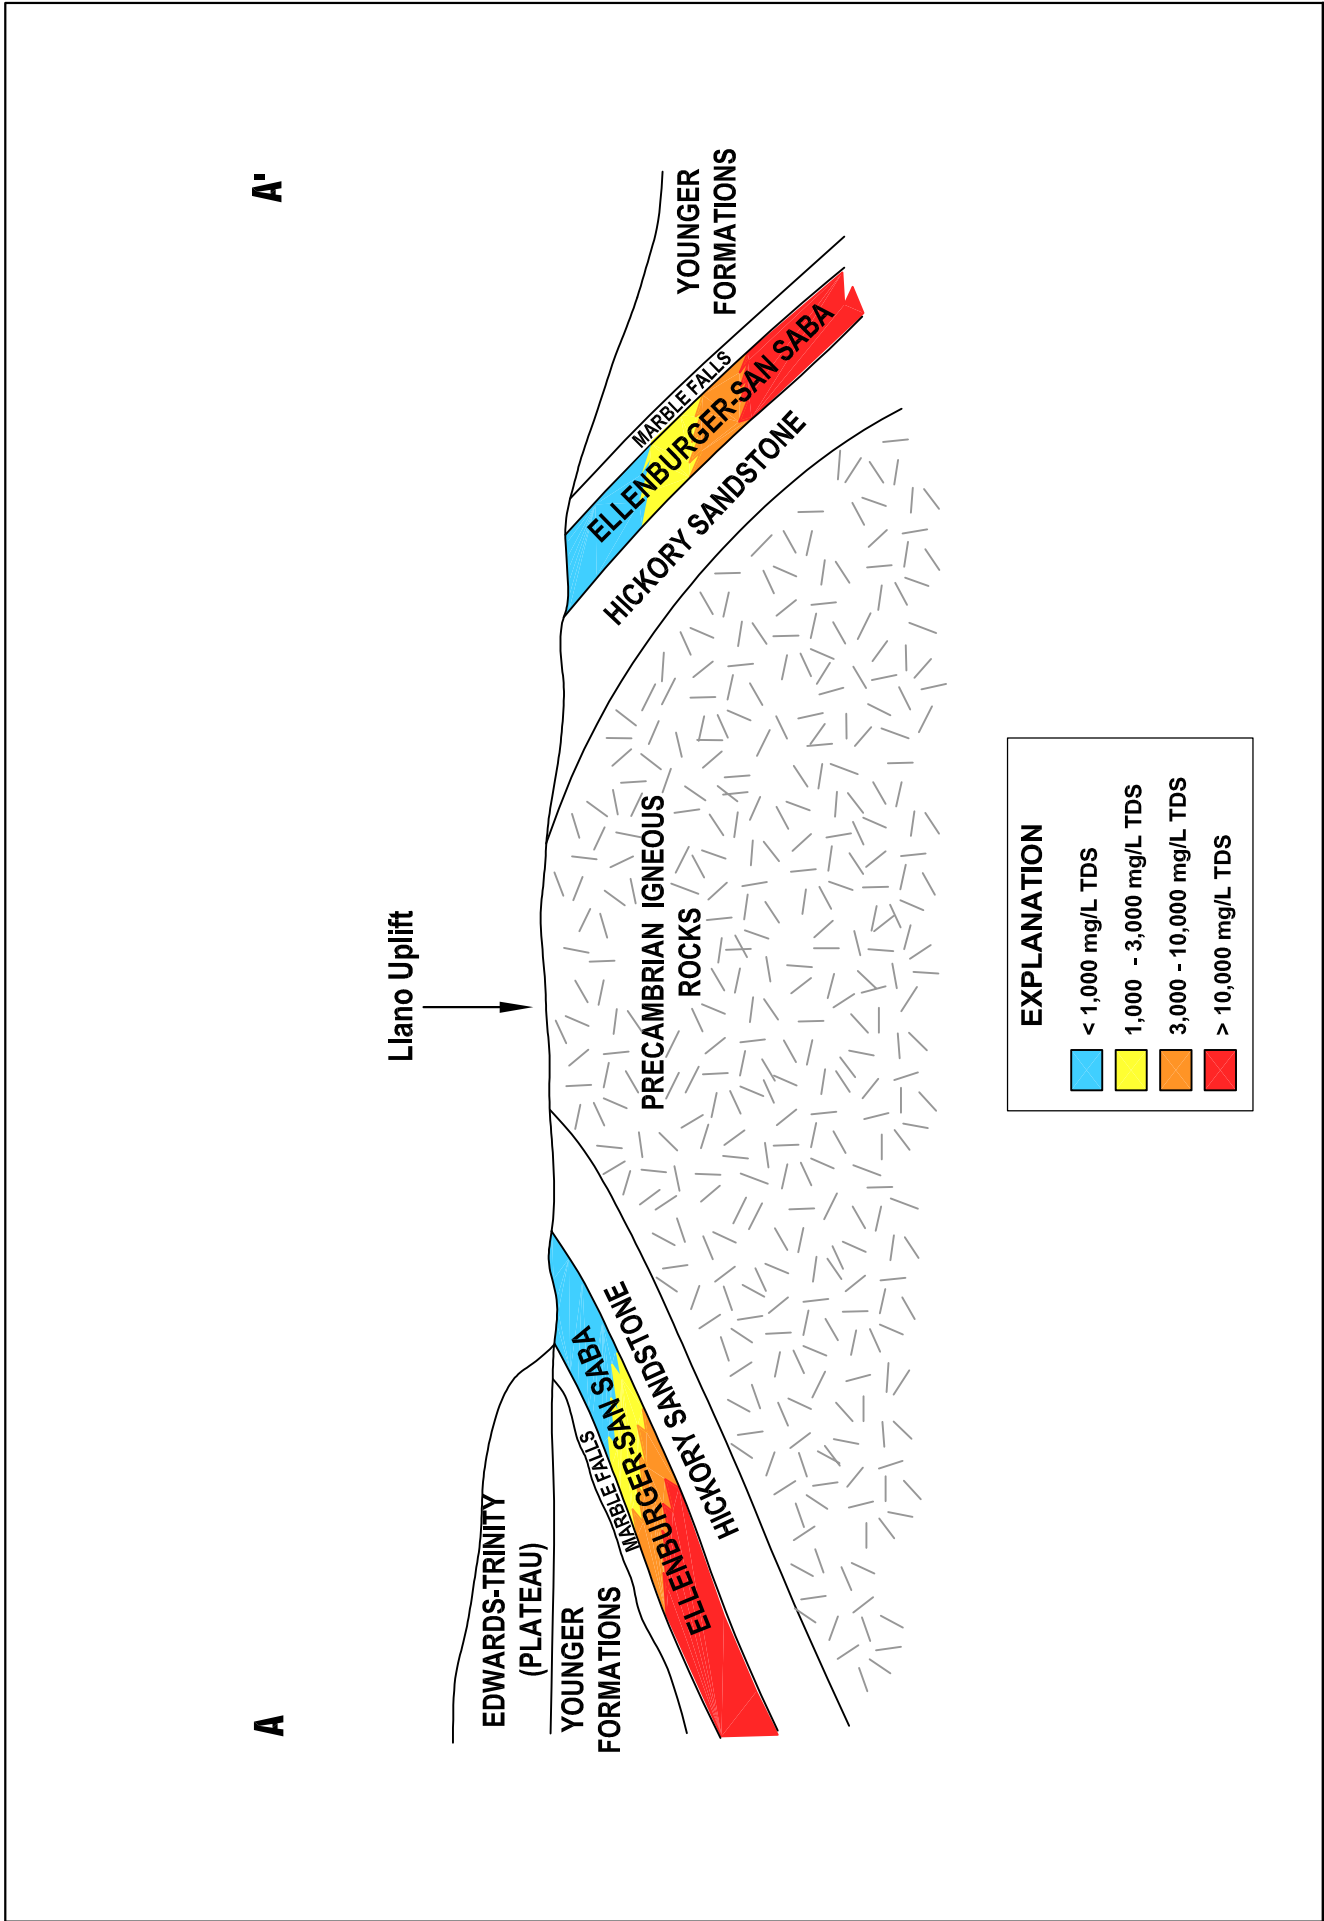 A
A'
Llano Uplift
EDWARDS-TRINITY
(PLATEAU)
YOUNGER
FORMATIONS
MARBLE FALLS
ELLENBURGER-SAN SABA
HICKORY SANDSTONE
PRECAMBRIAN IGNEOUS
ROCKS
HICKORY SANDSTONE
ELLENBURGER-SAN SABA
MARBLE FALLS
YOUNGER
FORMATIONS
EXPLANATION
< 1,000 mg/L TDS
1,000 - 3,000 mg/L TDS
3,000 - 10,000 mg/L TDS
> 10,000 mg/L TDS